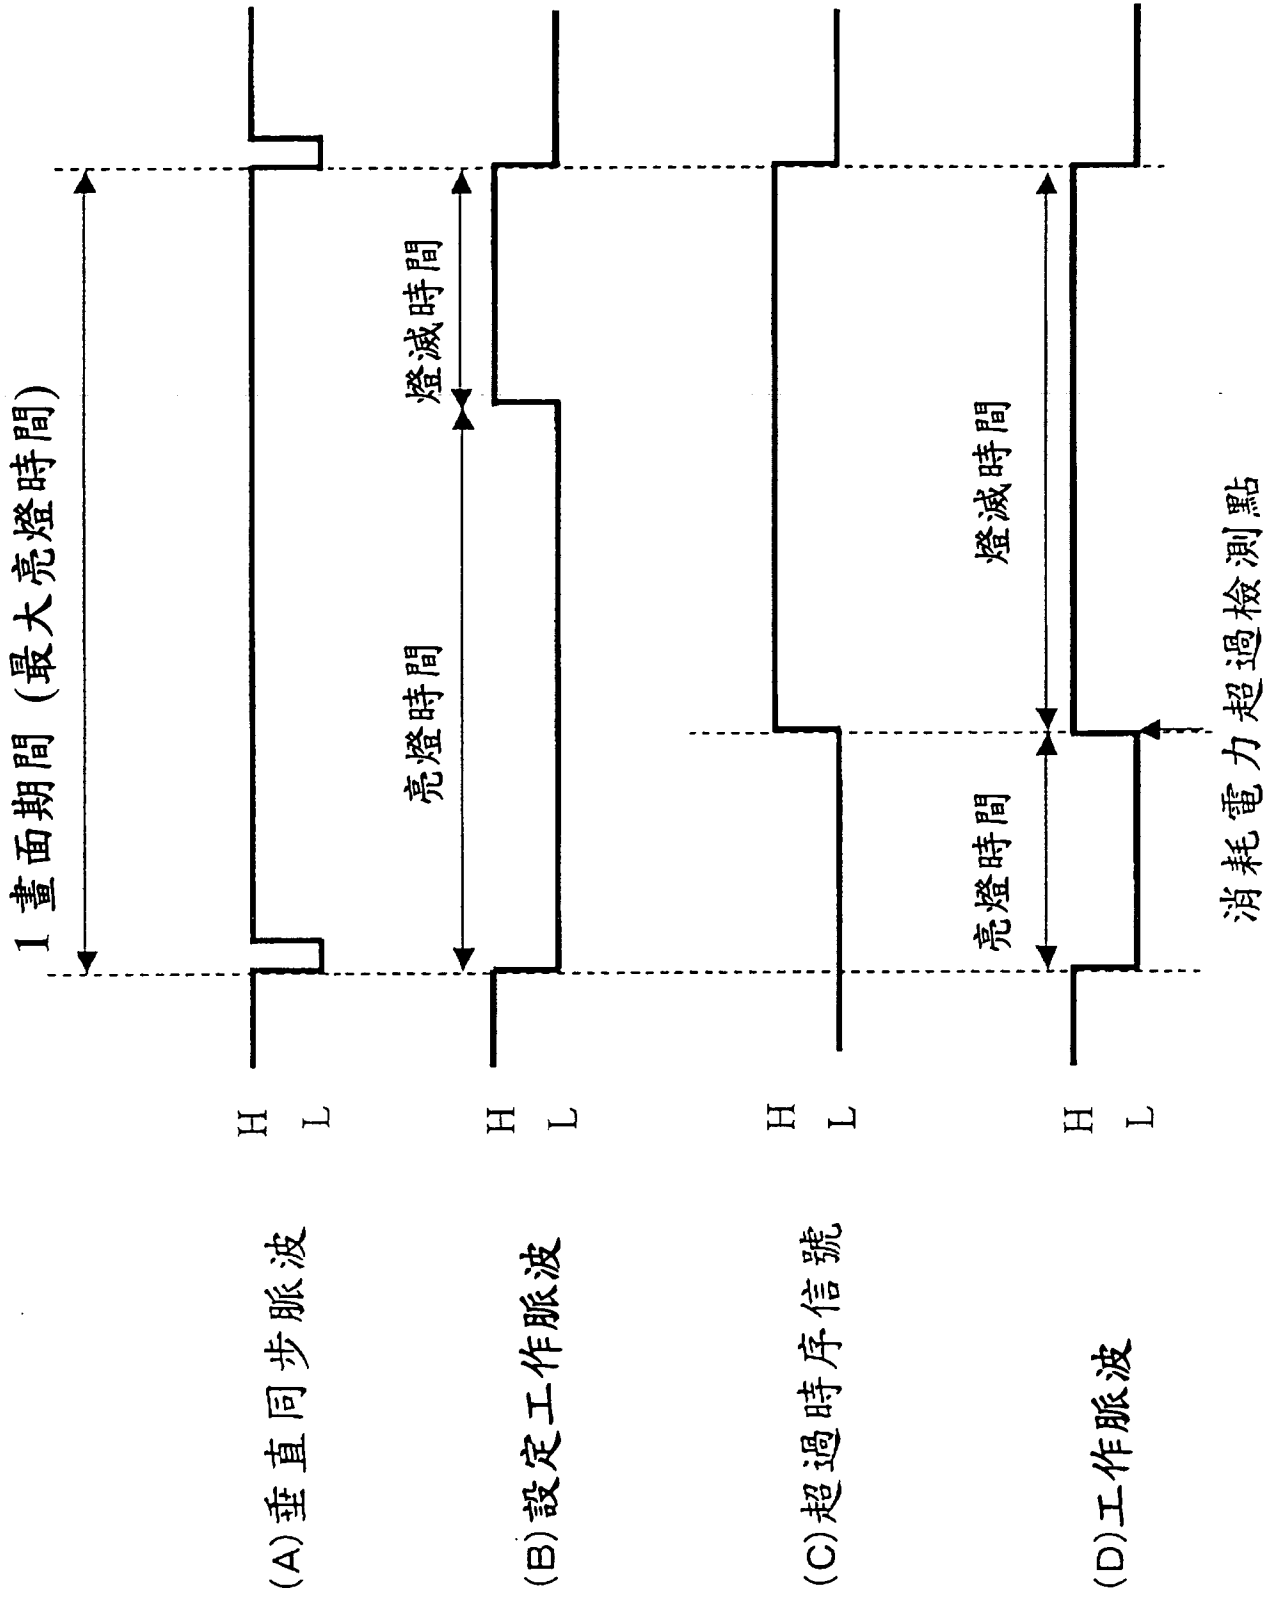 1 畫面期間 (最大亮燈時間)
H
L
(A)垂直同步脈波
亮燈時間
燈滅時間
H
L
(B)設定工作脈波
H
L
(C)超過時序信號
亮燈時間
燈滅時間
H
L
(D)工作脈波
消耗電力超過檢測點